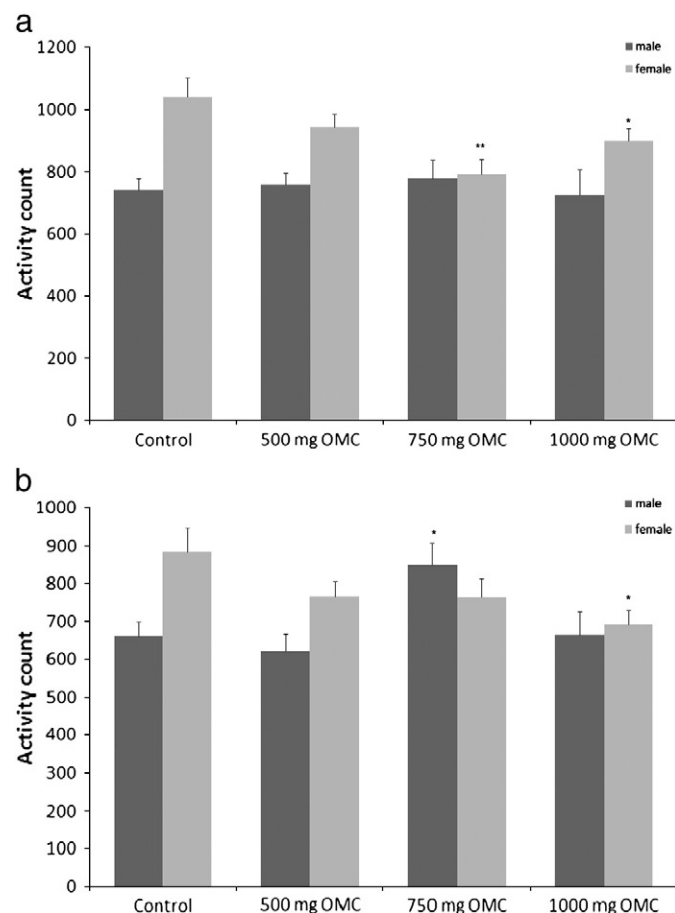 a
1200
1000
800
600
400
200
0
Activity count
male
female
**
*
Control
500 mg OMC
750 mg OMC
1000 mg OMC
b
1000
900
800
700
600
500
400
300
200
100
0
Activity count
male
female
*
*
Control
500 mg OMC
750 mg OMC
1000 mg OMC